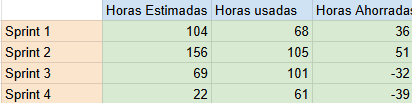 Horas Estimadas Horas usadas Horas Ahorradas
Sprint 1 104 68 36
Sprint 2 156 105 51
Sprint 3 69 101 -32
Sprint 4 22 61 -39